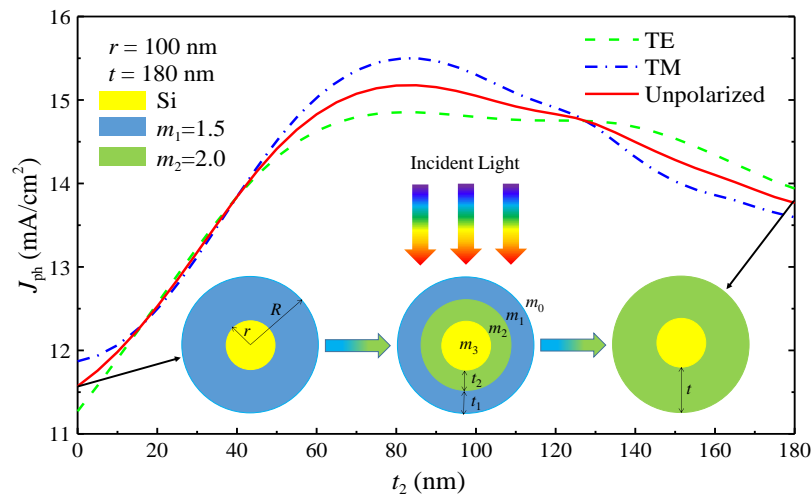 16
15
14
13
12
11
J_ph (mA/cm²)
r = 100 nm
t = 180 nm
Si
m₁=1.5
m₂=2.0
TE
TM
Unpolarized
Incident Light
r
R
m₀
m₁
m₂
m₃
t₂
t₁
t
0 20 40 60 80 100 120 140 160 180
t₂ (nm)